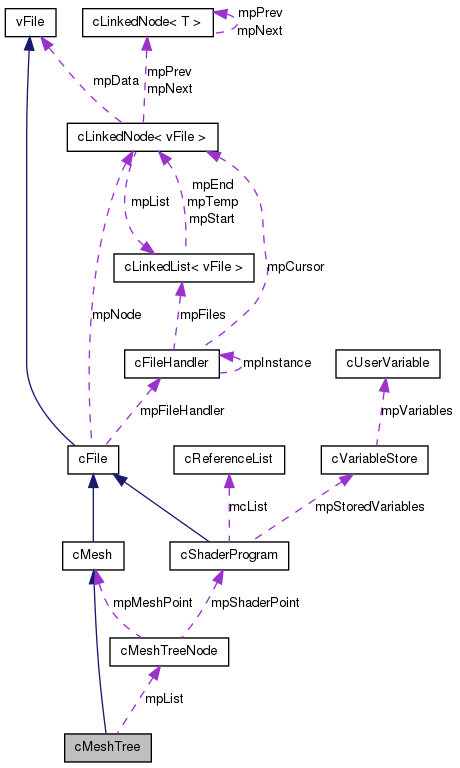 vFile
cLinkedNode< T >
mpPrev
mpNext
mpData
mpPrev
mpNext
cLinkedNode< vFile >
mpList
mpEnd
mpTemp
mpStart
cLinkedList< vFile >
mpCursor
mpNode
mpFiles
cFileHandler
mpInstance
cUserVariable
mpFileHandler
mpVariables
cFile
cReferenceList
cVariableStore
mcList
mpStoredVariables
cMesh
cShaderProgram
mpMeshPoint
mpShaderPoint
cMeshTreeNode
mpList
cMeshTree